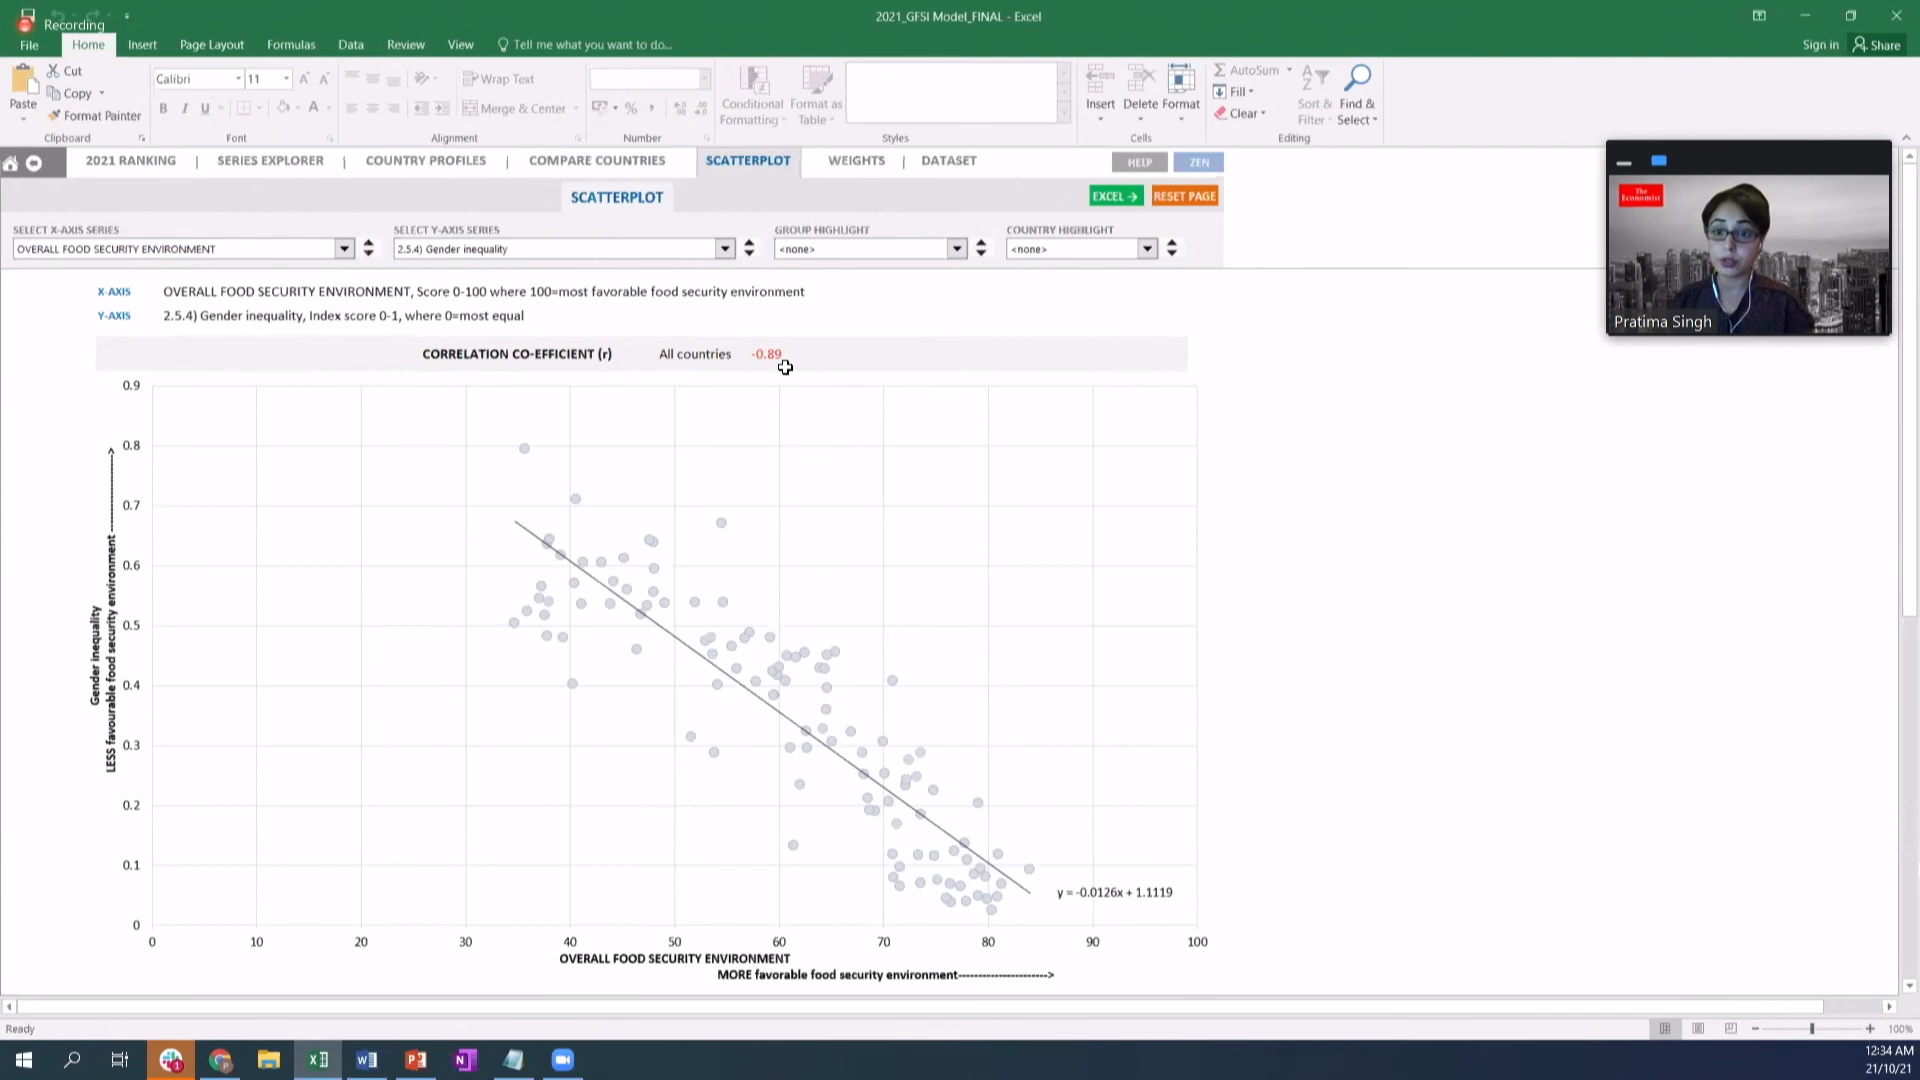 Recording
2021_GFSI Model_FINAL - Excel
File Home Insert Page Layout Formulas Data Review View Tell me what you want to do... Sign in Share
Paste
Cut
Copy
Format Painter
Clipboard
Calibri 11
B I U
Font
Wrap Text
Merge & Center
Alignment
%
Number
Conditional Formatting
Format as Table
Styles
Insert Delete Format
Cells
AutoSum
Fill
Clear
Sort & Filter
Find & Select
Editing
2021 RANKING | SERIES EXPLORER | COUNTRY PROFILES | COMPARE COUNTRIES SCATTERPLOT WEIGHTS | DATASET HELP ZEN
SCATTERPLOT EXCEL → RESET PAGE
SELECT X-AXIS SERIES SELECT Y-AXIS SERIES GROUP HIGHLIGHT COUNTRY HIGHLIGHT
OVERALL FOOD SECURITY ENVIRONMENT 2.5.4) Gender inequality <none> <none>
X-AXIS OVERALL FOOD SECURITY ENVIRONMENT, Score 0-100 where 100=most favorable food security environment
Y-AXIS 2.5.4) Gender inequality, Index score 0-1, where 0=most equal
CORRELATION CO-EFFICIENT (r) All countries -0.89
0.9
0.8
0.7
0.6
0.5
0.4
0.3
0.2
0.1
0
Gender inequality
LESS favourable food security environment -------------------->
y = -0.0126x + 1.1119
0 10 20 30 40 50 60 70 80 90 100
OVERALL FOOD SECURITY ENVIRONMENT
MORE favorable food security environment---------------------->
The Economist
Pratima Singh
Ready
100%
12:34 AM
21/10/21